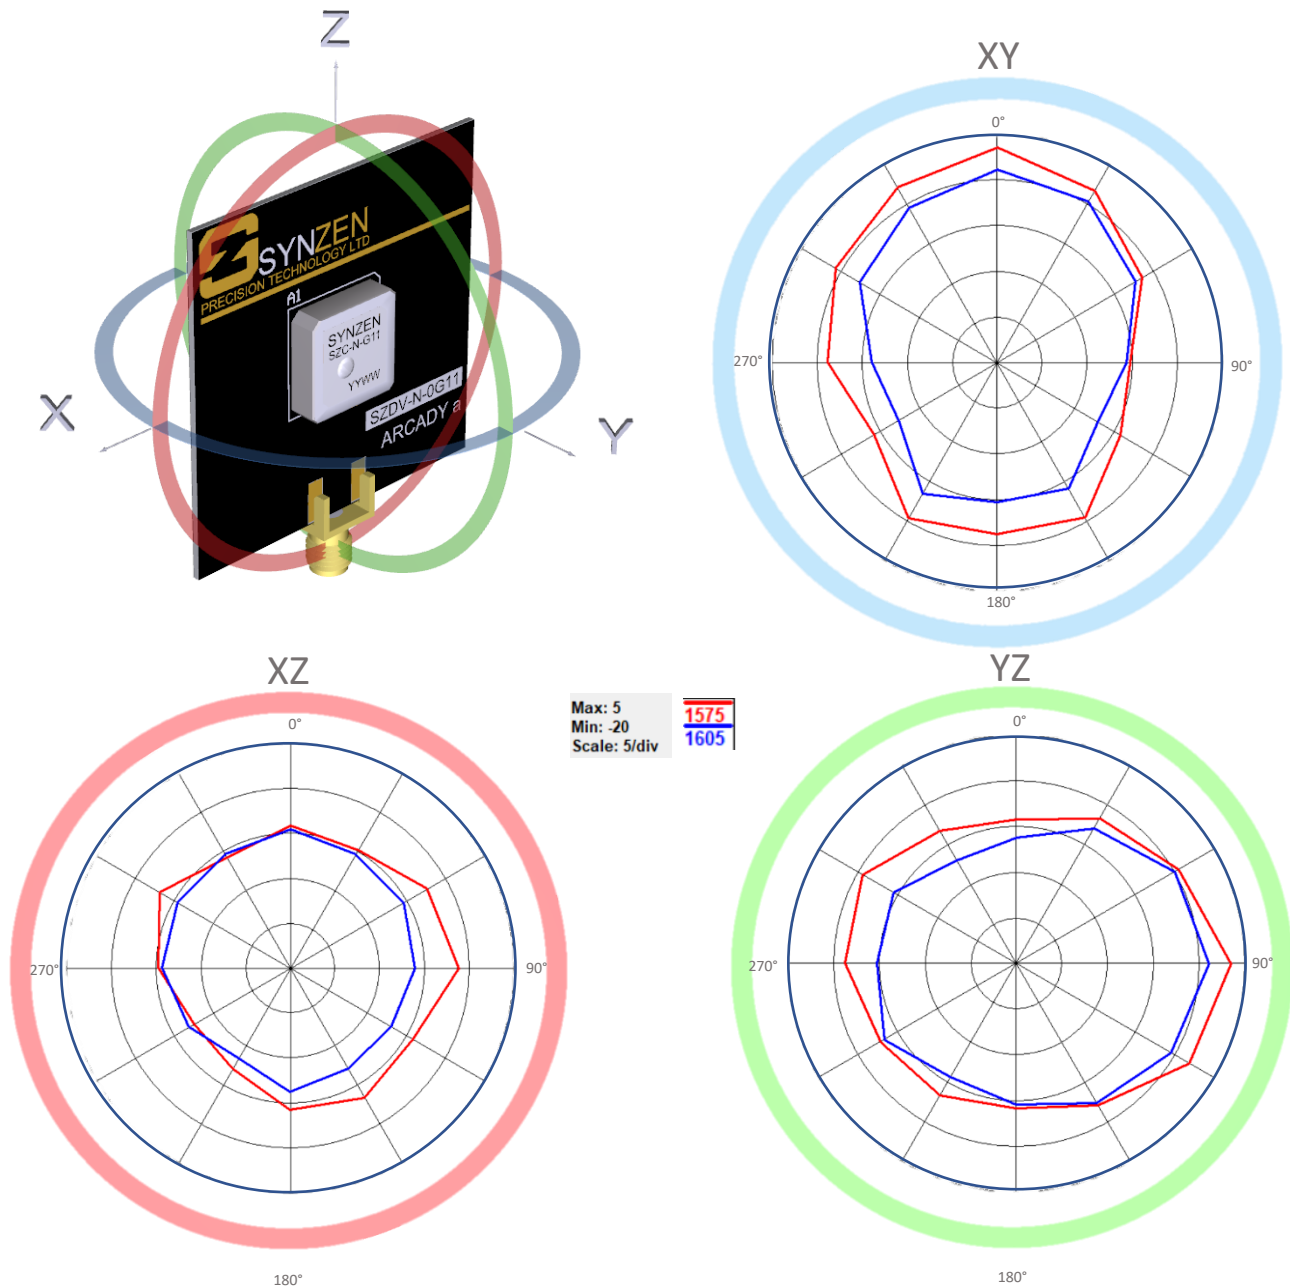 Z
XY
0°
SYNZEN
PRECISION TECHNOLOGY LTD
A1
SYNZEN
SZC-N-G11
YYWW
SZDV-N-0G11
ARCADY a
X
Y
270°
90°
180°
XZ
YZ
0°
0°
Max: 5
Min: -20
Scale: 5/div
1575
1605
270°
90°
270°
90°
180°
180°